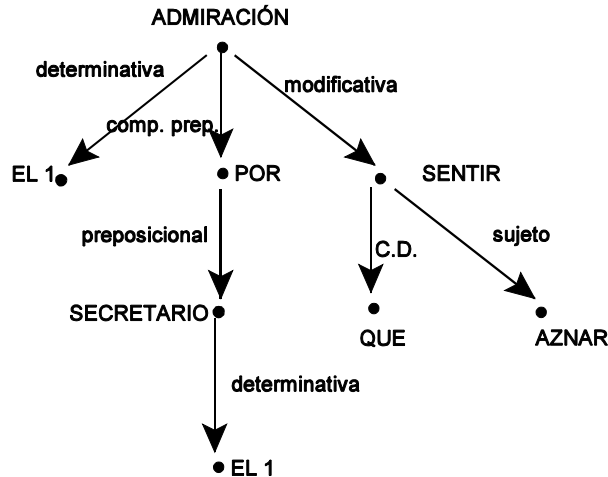 ADMIRACIÓN
determinativa
modificativa
comp. prep.
EL 1
POR
SENTIR
preposicional
sujeto
C.D.
SECRETARIO
QUE
AZNAR
determinativa
EL 1